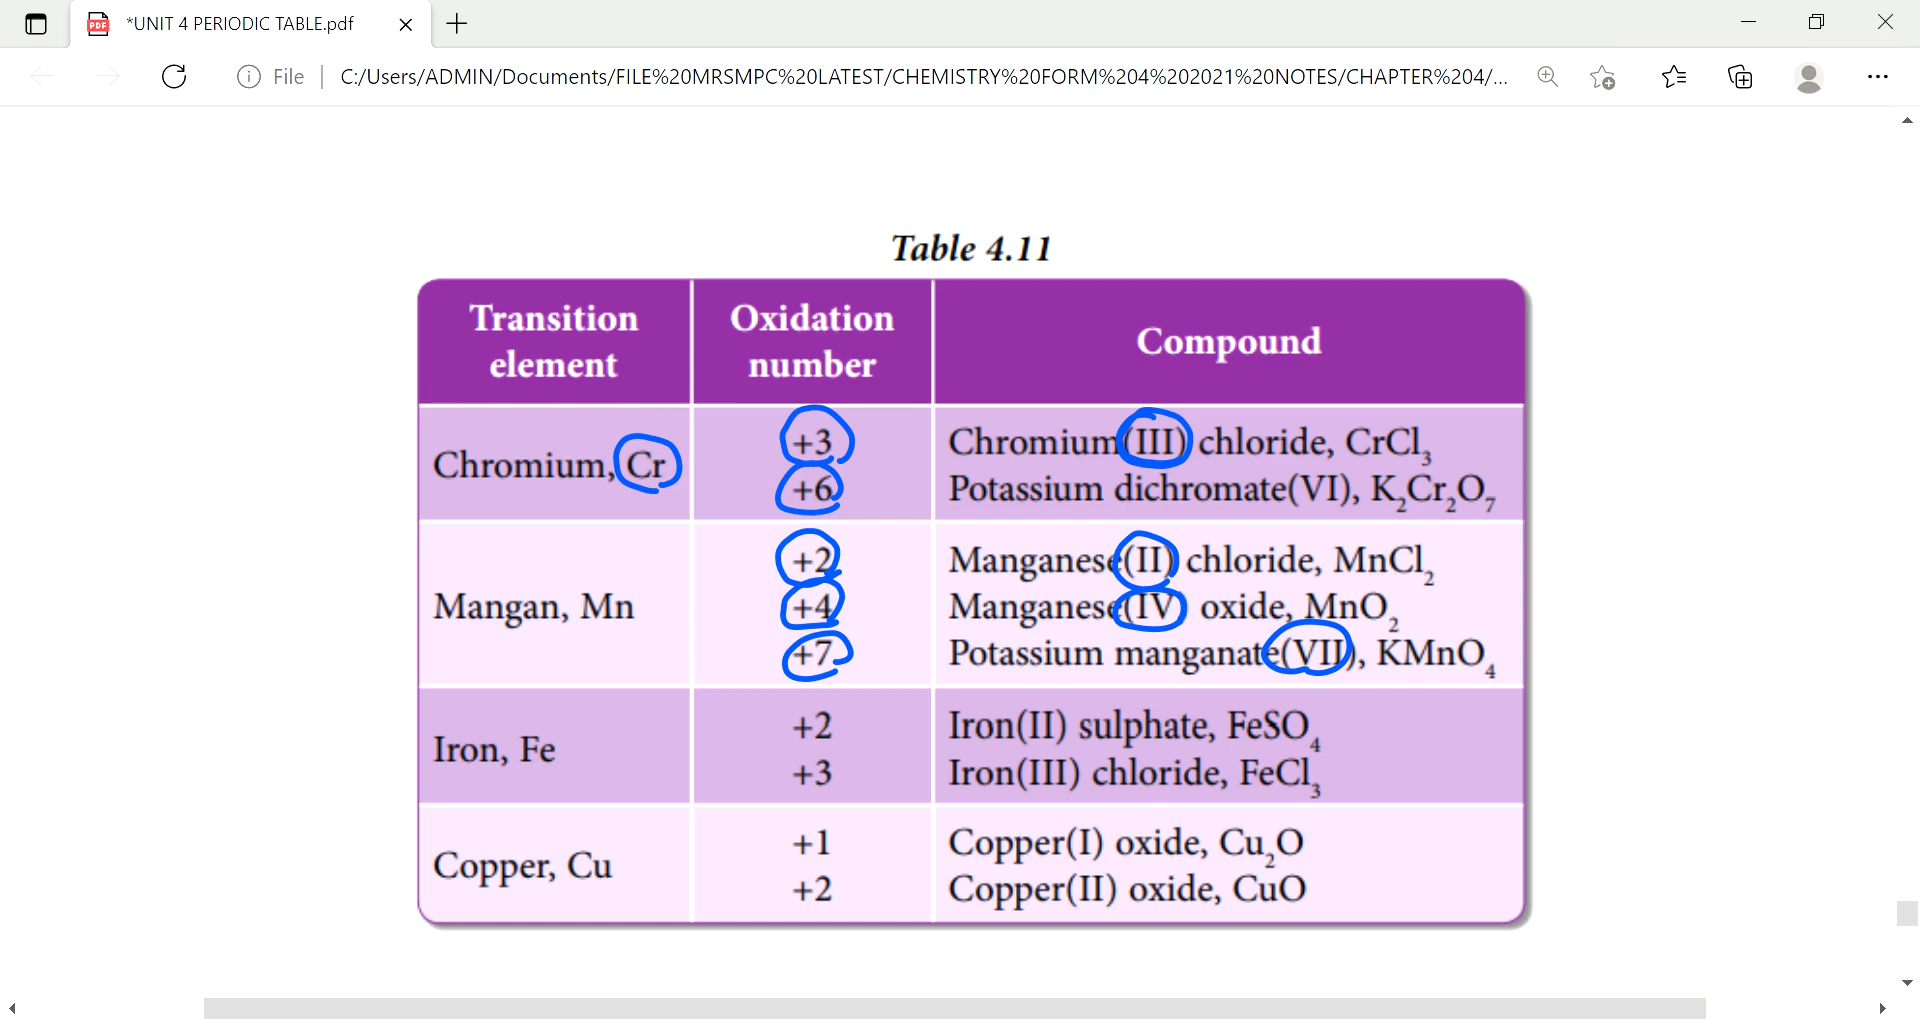 *UNIT 4 PERIODIC TABLE.pdf
File
C:/Users/ADMIN/Documents/FILE%20MRSMPC%20LATEST/CHEMISTRY%20FORM%204%202021%20NOTES/CHAPTER%204/...
Table 4.11
Transition element
Oxidation number
Compound
Chromium, Cr
+3
Chromium(III) chloride, CrCl₃
+6
Potassium dichromate(VI), K₂Cr₂O₇
Mangan, Mn
+2
Manganese(II) chloride, MnCl₂
+4
Manganese(IV) oxide, MnO₂
+7
Potassium manganate(VII), KMnO₄
Iron, Fe
+2
Iron(II) sulphate, FeSO₄
+3
Iron(III) chloride, FeCl₃
Copper, Cu
+1
Copper(I) oxide, Cu₂O
+2
Copper(II) oxide, CuO